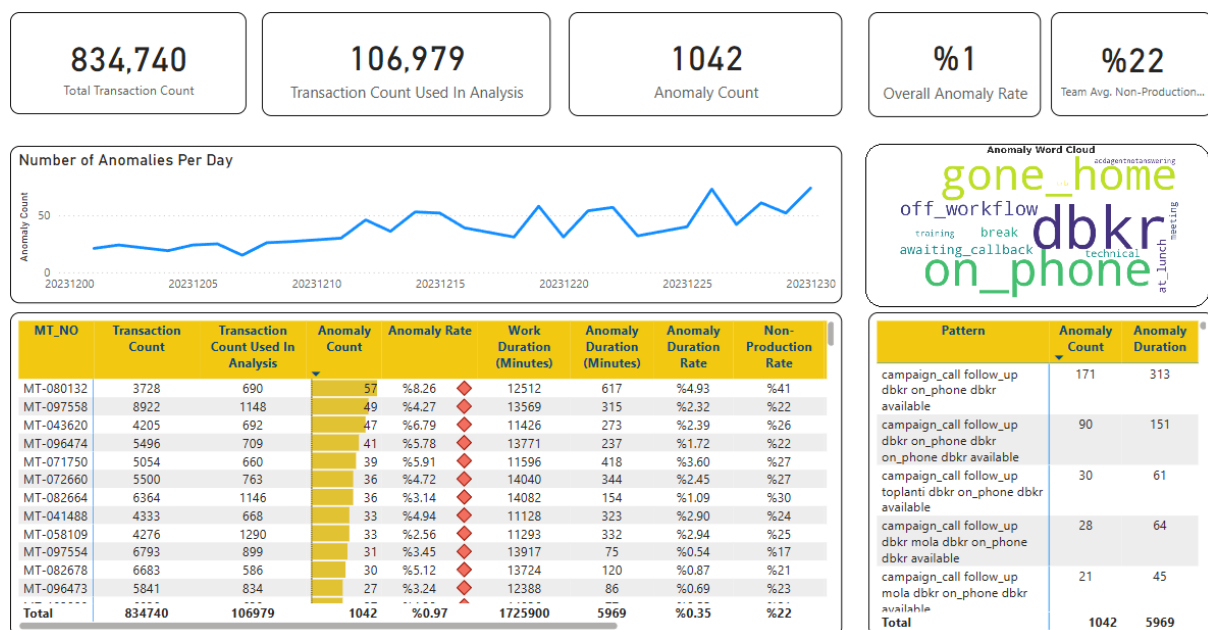 834,740
Total Transaction Count
106,979
Transaction Count Used In Analysis
1042
Anomaly Count
%1
Overall Anomaly Rate
%22
Team Avg. Non-Production...
Number of Anomalies Per Day
Anomaly Count
50
0
20231200 20231205 20231210 20231215 20231220 20231225 20231230
Anomaly Word Cloud
acdagentnotanswering
gone_home
off_workflow
dbkr
training
break
meeting
awaiting_callback
technical
at_lunch
on_phone
MT_NO Transaction Count Transaction Count Used In Analysis Anomaly Count Anomaly Rate Work Duration (Minutes) Anomaly Duration (Minutes) Anomaly Duration Rate Non-Production Rate
MT-080132 3728 690 57 %8.26 12512 617 %4.93 %41
MT-097558 8922 1148 49 %4.27 13569 315 %2.32 %22
MT-043620 4205 692 47 %6.79 11426 273 %2.39 %26
MT-096474 5496 709 41 %5.78 13771 237 %1.72 %22
MT-071750 5054 660 39 %5.91 11596 418 %3.60 %27
MT-072660 5500 763 36 %4.72 14040 344 %2.45 %27
MT-082664 6364 1146 36 %3.14 14082 154 %1.09 %30
MT-041488 4333 668 33 %4.94 11128 323 %2.90 %24
MT-058109 4276 1290 33 %2.56 11293 332 %2.94 %25
MT-097554 6793 899 31 %3.45 13917 75 %0.54 %17
MT-082678 6683 586 30 %5.12 13724 120 %0.87 %21
MT-096473 5841 834 27 %3.24 12388 86 %0.69 %23
Total 834740 106979 1042 %0.97 1725900 5969 %0.35 %22
Pattern Anomaly Count Anomaly Duration
campaign_call follow_up 171 313
dbkr on_phone dbkr
available
campaign_call follow_up 90 151
dbkr on_phone dbkr
on_phone dbkr available
campaign_call follow_up 30 61
toplanti dbkr on_phone dbkr
available
campaign_call follow_up 28 64
dbkr mola dbkr on_phone
dbkr available
campaign_call follow_up 21 45
mola dbkr on_phone dbkr
available
Total 1042 5969